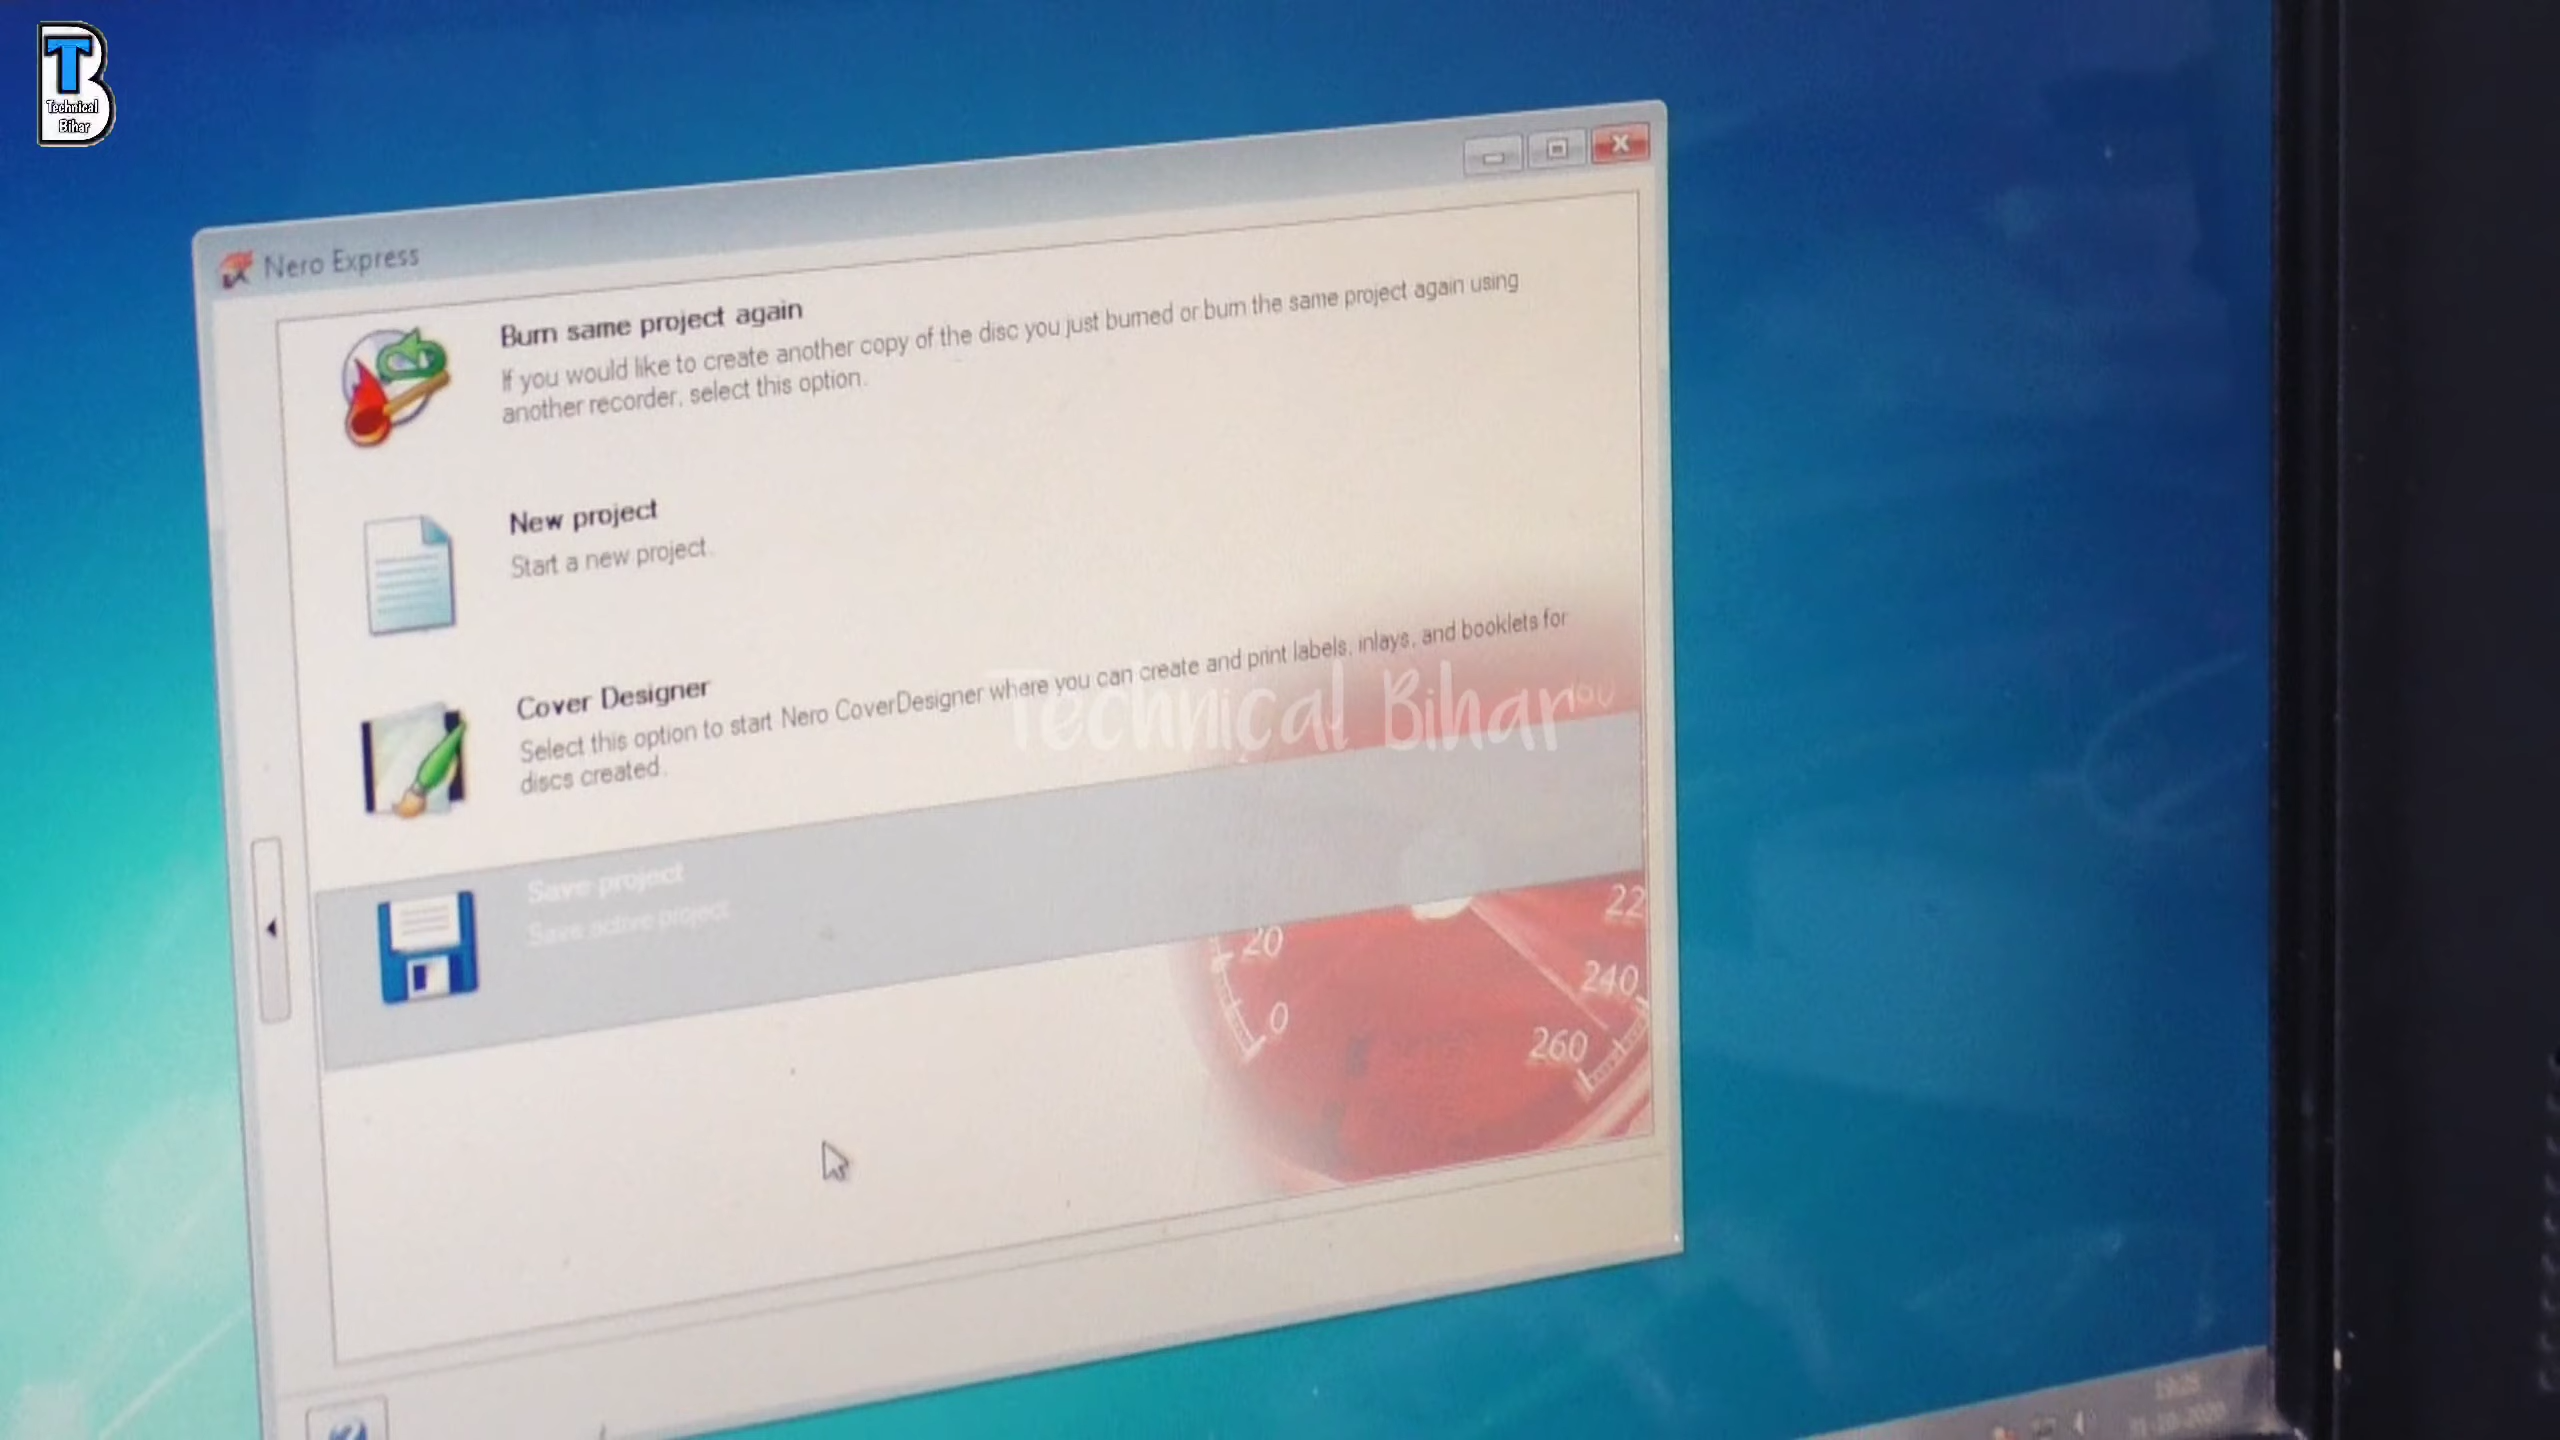 T
B
Technical
Bihar
Nero Express
Burn same project again
If you would like to create another copy of the disc you just burned or burn the same project again using
another recorder, select this option.
New project
Start a new project.
Cover Designer
Select this option to start Nero CoverDesigner where you can create and print labels, inlays, and booklets for
discs created.
Technical Bihar
Save project
Save active project
20
0
22
240
260